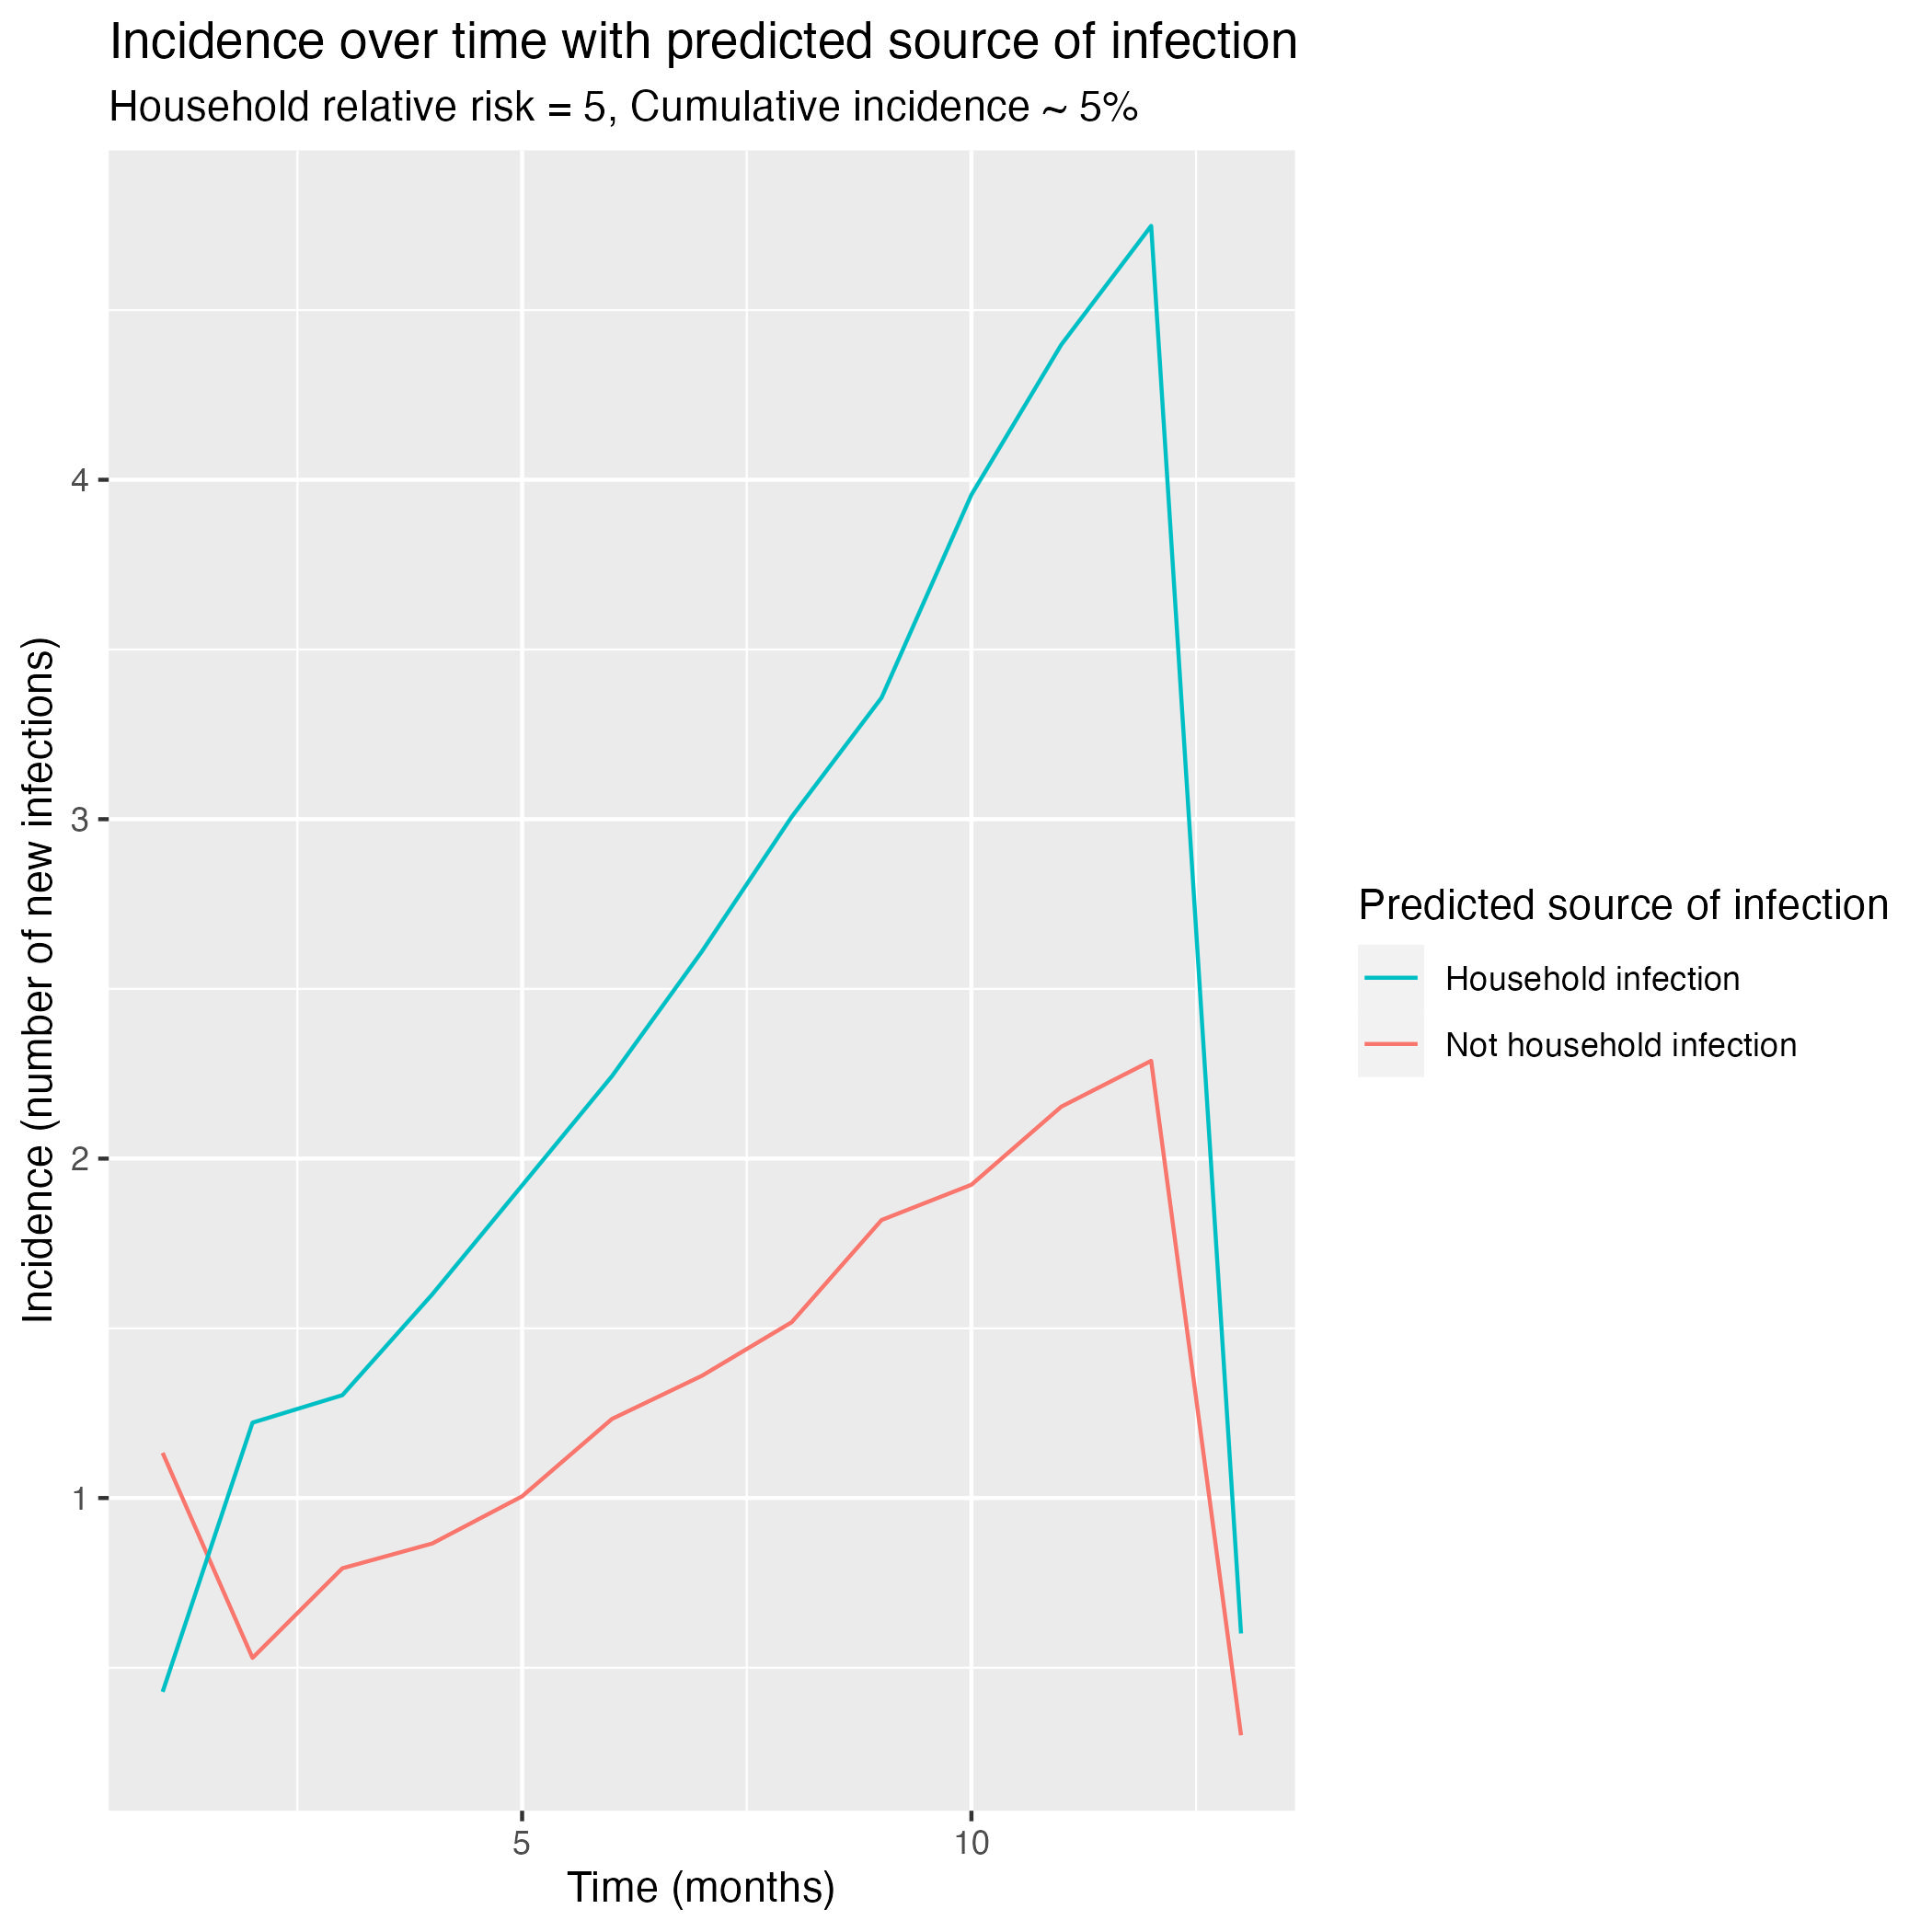 Incidence over time with predicted source of infection
Household relative risk = 5, Cumulative incidence ~ 5%
Incidence (number of new infections)
4
3
2
1
5
10
Time (months)
Predicted source of infection
Household infection
Not household infection